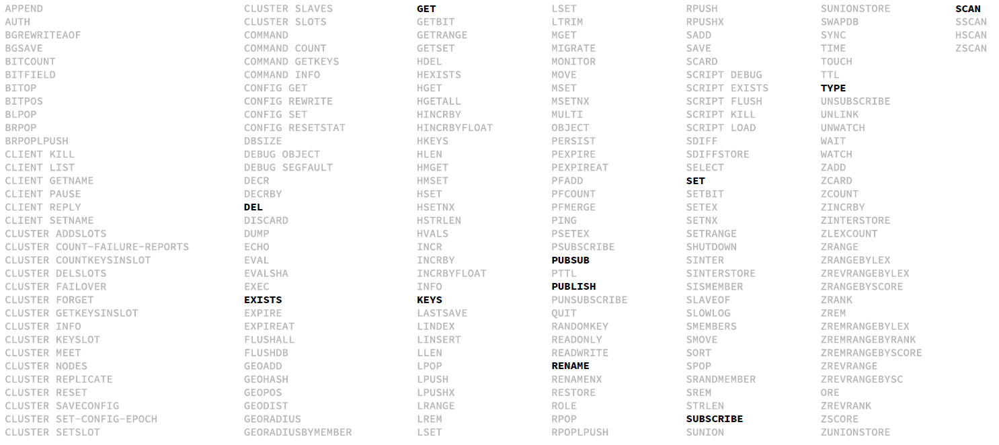 APPEND
AUTH
BGREWRITEAOF
BGSAVE
BITCOUNT
BITFIELD
BITOP
BITPOS
BLPOP
BRPOP
BRPOPLPUSH
CLIENT KILL
CLIENT LIST
CLIENT GETNAME
CLIENT PAUSE
CLIENT REPLY
CLIENT SETNAME
CLUSTER ADDSLOTS
CLUSTER COUNT-FAILURE-REPORTS
CLUSTER COUNTKEYSINSLOT
CLUSTER DELSLOTS
CLUSTER FAILOVER
CLUSTER FORGET
CLUSTER GETKEYSINSLOT
CLUSTER INFO
CLUSTER KEYSLOT
CLUSTER MEET
CLUSTER NODES
CLUSTER REPLICATE
CLUSTER RESET
CLUSTER SAVECONFIG
CLUSTER SET-CONFIG-EPOCH
CLUSTER SETSLOT
CLUSTER SLAVES
CLUSTER SLOTS
COMMAND
COMMAND COUNT
COMMAND GETKEYS
COMMAND INFO
CONFIG GET
CONFIG REWRITE
CONFIG SET
CONFIG RESETSTAT
DBSIZE
DEBUG OBJECT
DEBUG SEGFAULT
DECR
DECRBY
DEL
DISCARD
DUMP
ECHO
EVAL
EVALSHA
EXEC
EXISTS
EXPIRE
EXPIREAT
FLUSHALL
FLUSHDB
GEOADD
GEOHASH
GEOPOS
GEODIST
GEORADIUS
GEORADIUSBYMEMBER
GET
GETBIT
GETRANGE
GETSET
HDEL
HEXISTS
HGET
HGETALL
HINCRBY
HINCRBYFLOAT
HKEYS
HLEN
HMGET
HMSET
HSET
HSETNX
HSTRLEN
HVALS
INCR
INCRBY
INCRBYFLOAT
INFO
KEYS
LASTSAVE
LINDEX
LINSERT
LLEN
LPOP
LPUSH
LPUSHX
LRANGE
LREM
LSET
LSET
LTRIM
MGET
MIGRATE
MONITOR
MOVE
MSET
MSETNX
MULTI
OBJECT
PERSIST
PEXPIRE
PEXPIREAT
PFADD
PFCOUNT
PFMERGE
PING
PSETEX
PSUBSCRIBE
PUBSUB
PTTL
PUBLISH
PUNSUBSCRIBE
QUIT
RANDOMKEY
READONLY
READWRITE
RENAME
RENAMENX
RESTORE
ROLE
RPOP
RPOPLPUSH
RPUSH
RPUSHX
SADD
SAVE
SCARD
SCRIPT DEBUG
SCRIPT EXISTS
SCRIPT FLUSH
SCRIPT KILL
SCRIPT LOAD
SDIFF
SDIFFSTORE
SELECT
SET
SETBIT
SETEX
SETNX
SETRANGE
SHUTDOWN
SINTER
SINTERSTORE
SISMEMBER
SLAVEOF
SLOWLOG
SMEMBERS
SMOVE
SORT
SPOP
SRANDMEMBER
SREM
STRLEN
SUBSCRIBE
SUNION
SUNIONSTORE
SWAPDB
SYNC
TIME
TOUCH
TTL
TYPE
UNSUBSCRIBE
UNLINK
UNWATCH
WAIT
WATCH
ZADD
ZCARD
ZCOUNT
ZINCRBY
ZINTERSTORE
ZLEXCOUNT
ZRANGE
ZRANGEBYLEX
ZREVRANGEBYLEX
ZRANGEBYSCORE
ZRANK
ZREM
ZREMRANGEBYLEX
ZREMRANGEBYRANK
ZREMRANGEBYSCORE
ZREVRANGE
ZREVRANGEBYSC
ORE
ZREVRANK
ZSCORE
ZUNIONSTORE
SCAN
SSCAN
HSCAN
ZSCAN